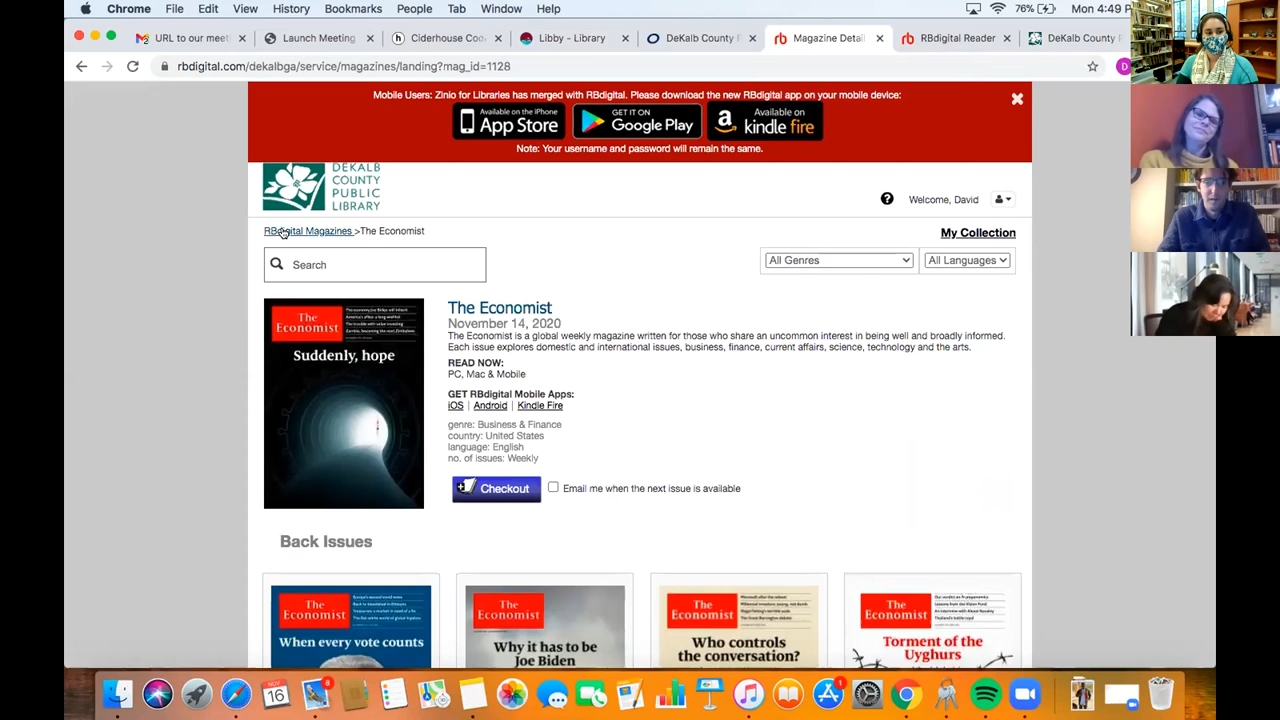 Chrome File Edit View History Bookmarks People Tab Window Help
76% Mon 4:49 P
URL to our meet
Launch Meeting
Ciderhouse Coo
Libby - Library
DeKalb County P
Magazine Detail
RBdigital Reader
DeKalb County P
rbdigital.com/dekalbga/service/magazines/landing?mag_id=1128
D
Mobile Users: Zinio for Libraries has merged with RBdigital. Please download the new RBdigital app on your mobile device:
Available on the iPhone
App Store
GET IT ON
Google Play
Available on
kindle fire
Note: Your username and password will remain the same.
DEKALB
COUNTY
PUBLIC
LIBRARY
Welcome, David
RBdigital Magazines >The Economist
My Collection
Search
All Genres
All Languages
The Economist
Suddenly, hope
The Economist
November 14, 2020
The Economist is a global weekly magazine written for those who share an uncommon interest in being well and broadly informed.
Each issue explores domestic and international issues, business, finance, current affairs, science, technology and the arts.
READ NOW:
PC, Mac & Mobile
GET RBdigital Mobile Apps:
iOS | Android | Kindle Fire
genre: Business & Finance
country: United States
language: English
no. of issues: Weekly
Checkout
Email me when the next issue is available
Back Issues
The Economist
When every vote counts
The Economist
Why it has to be
Joe Biden
The Economist
Who controls
the conversation?
The Economist
Torment of the
Uyghurs
NOV
16
8
1